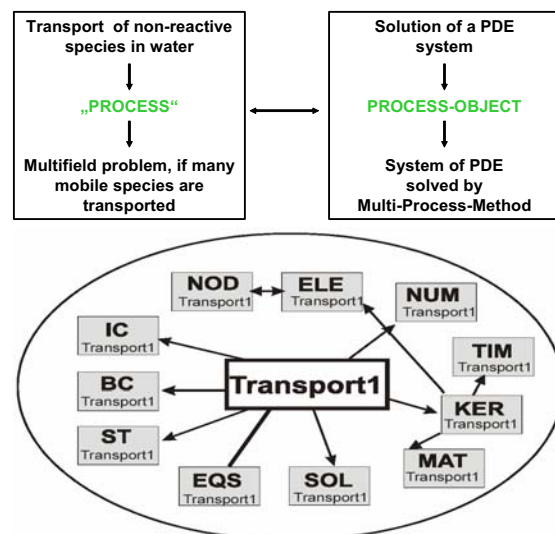 Transport of non-reactive
species in water
„PROCESS“
Multifield problem, if many
mobile species are
transported
Solution of a PDE
system
PROCESS-OBJECT
System of PDE
solved by
Multi-Process-Method
NOD
Transport1
ELE
Transport1
NUM
Transport1
IC
Transport1
TIM
Transport1
BC
Transport1
Transport1
KER
Transport1
ST
Transport1
EQS
Transport1
SOL
Transport1
MAT
Transport1